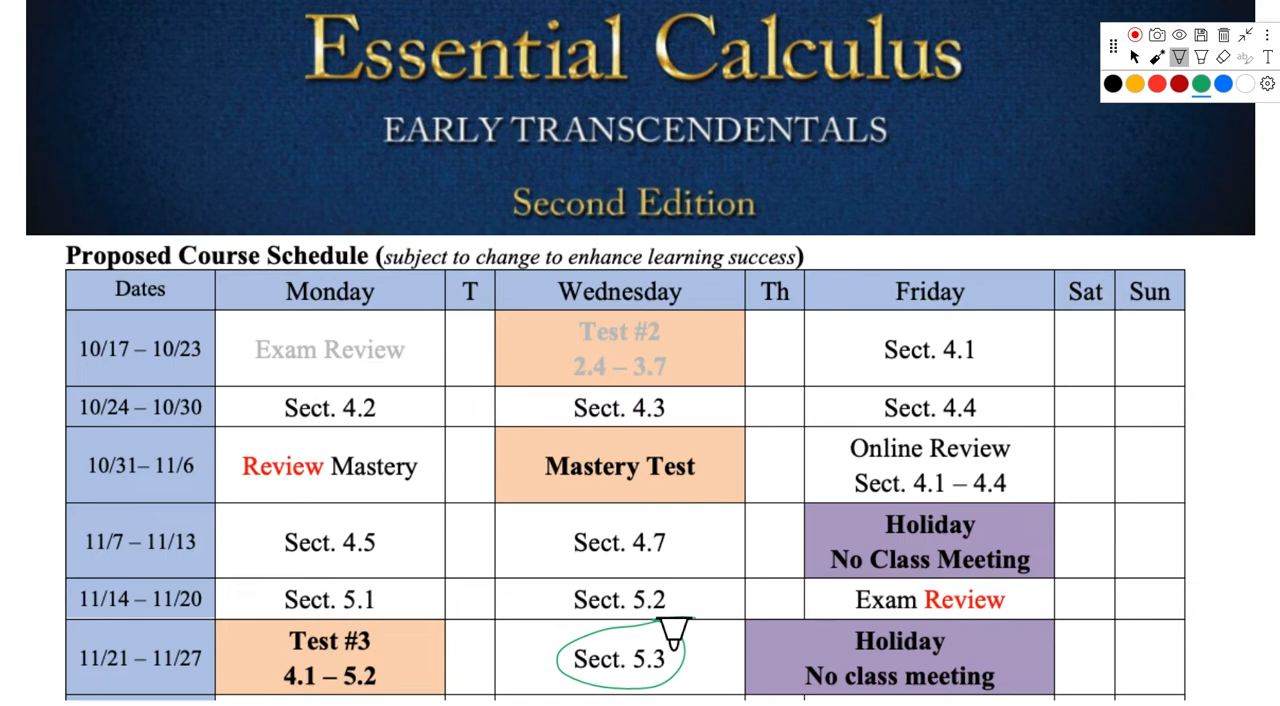 Essential Calculus
EARLY TRANSCENDENTALS
Second Edition
Proposed Course Schedule (subject to change to enhance learning success)
Dates Monday T Wednesday Th Friday Sat Sun
10/17 – 10/23 Exam Review Test #2 2.4 – 3.7 Sect. 4.1
10/24 – 10/30 Sect. 4.2 Sect. 4.3 Sect. 4.4
10/31– 11/6 Review Mastery Mastery Test Online Review Sect. 4.1 – 4.4
11/7 – 11/13 Sect. 4.5 Sect. 4.7 Holiday No Class Meeting
11/14 – 11/20 Sect. 5.1 Sect. 5.2 Exam Review
11/21 – 11/27 Test #3 4.1 – 5.2 Sect. 5.3 Holiday No class meeting